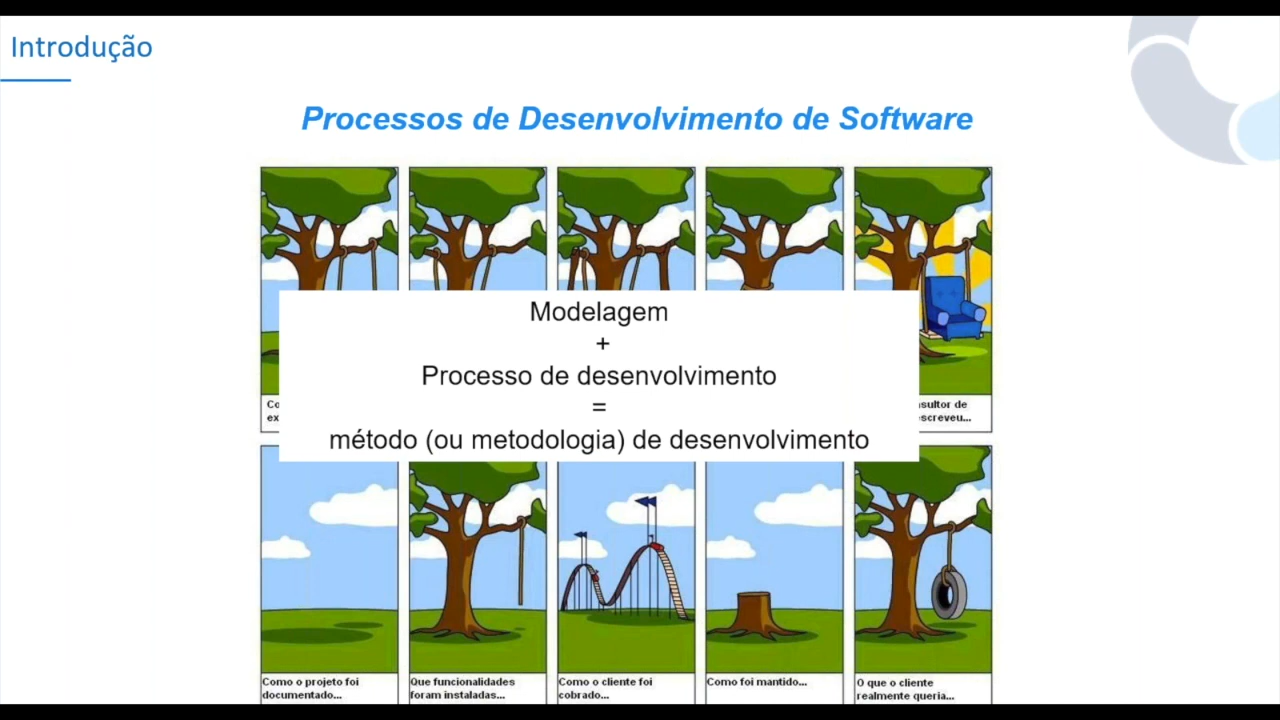 Introdução
Processos de Desenvolvimento de Software
Modelagem
+
Processo de desenvolvimento
=
método (ou metodologia) de desenvolvimento
Como o projeto foi
documentado...
Que funcionalidades
foram instaladas...
Como o cliente foi
cobrado...
Como foi mantido...
O que o cliente
realmente queria...